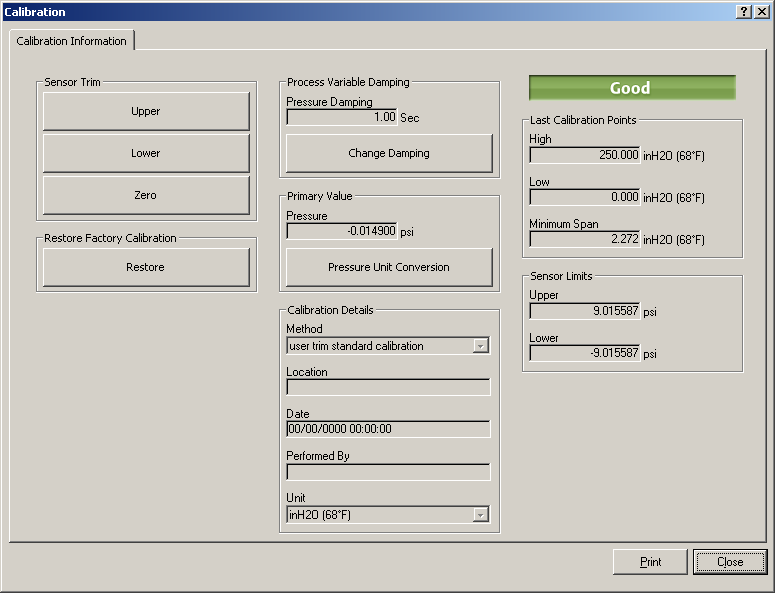 Calibration
Calibration Information
Sensor Trim
Upper
Lower
Zero
Restore Factory Calibration
Restore
Process Variable Damping
Pressure Damping
1.00 Sec
Change Damping
Primary Value
Pressure
-0.014900 psi
Pressure Unit Conversion
Calibration Details
Method
user trim standard calibration
Location
Date
00/00/0000 00:00:00
Performed By
Unit
inH2O (68°F)
Good
Last Calibration Points
High
250.000 inH2O (68°F)
Low
0.000 inH2O (68°F)
Minimum Span
2.272 inH2O (68°F)
Sensor Limits
Upper
9.015587 psi
Lower
-9.015587 psi
Print
Close